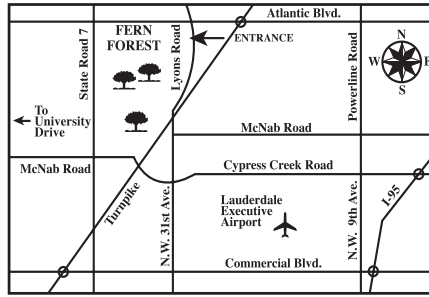 Atlantic Blvd.
FERN
FOREST
ENTRANCE
State Road 7
Lyons Road
Powerline Road
N
W E
S
To
University
Drive
McNab Road
McNab Road
Cypress Creek Road
Turnpike
N.W. 31st Ave.
Lauderdale
Executive
Airport
N.W. 9th Ave.
I-95
Commercial Blvd.